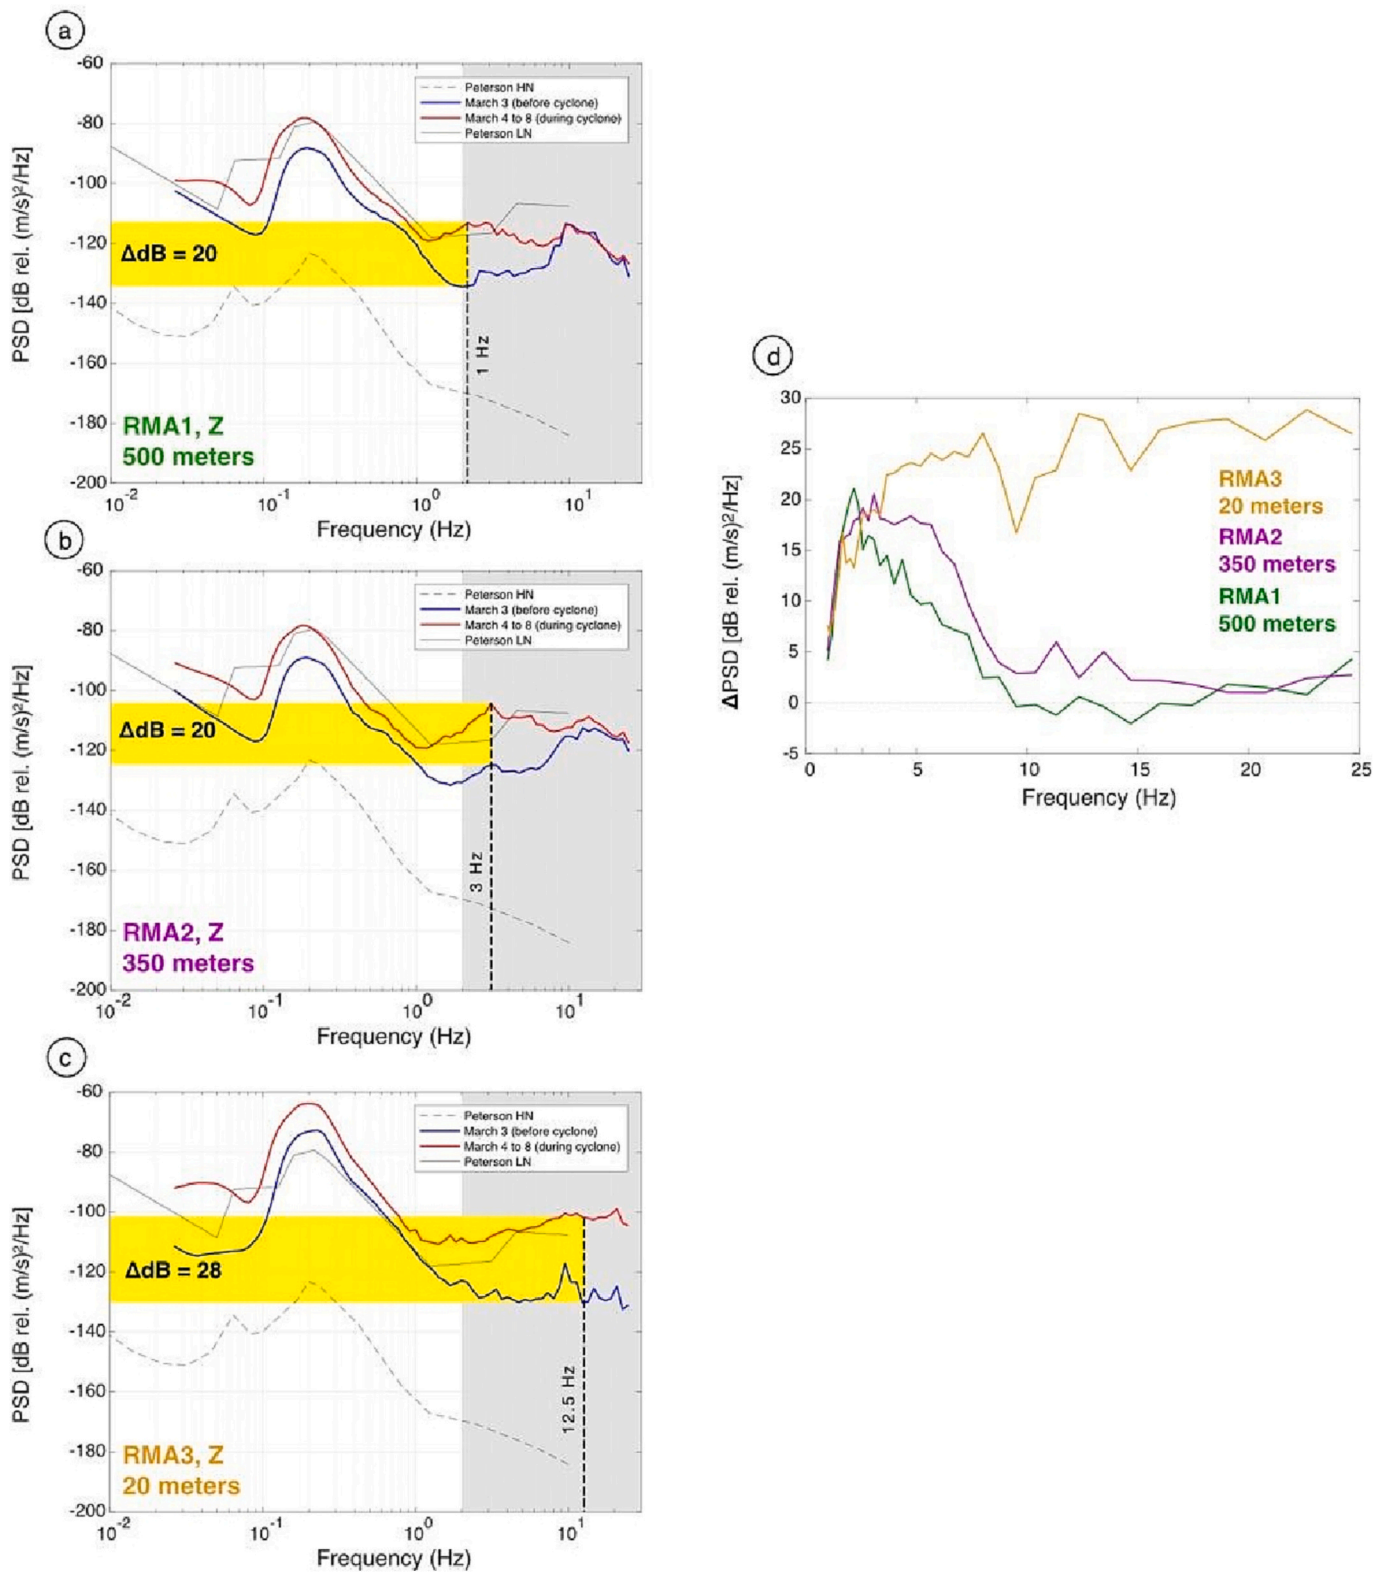 a
-60
-80
-100
-120
-140
-160
-180
-200
PSD [dB rel. (m/s)²/Hz]
Peterson HN
March 3 (before cyclone)
March 4 to 8 (during cyclone)
Peterson LN
ΔdB = 20
1 Hz
RMA1, Z
500 meters
10⁻² 10⁻¹ 10⁰ 10¹
Frequency (Hz)
b
-60
-80
-100
-120
-140
-160
-180
-200
PSD [dB rel. (m/s)²/Hz]
Peterson HN
March 3 (before cyclone)
March 4 to 8 (during cyclone)
Peterson LN
ΔdB = 20
3 Hz
RMA2, Z
350 meters
10⁻² 10⁻¹ 10⁰ 10¹
Frequency (Hz)
c
-60
-80
-100
-120
-140
-160
-180
-200
PSD [dB rel. (m/s)²/Hz]
Peterson HN
March 3 (before cyclone)
March 4 to 8 (during cyclone)
Peterson LN
ΔdB = 28
12.5 Hz
RMA3, Z
20 meters
10⁻² 10⁻¹ 10⁰ 10¹
Frequency (Hz)
d
30
25
20
15
10
5
0
-5
ΔPSD [dB rel. (m/s)²/Hz]
RMA3
20 meters
RMA2
350 meters
RMA1
500 meters
0 5 10 15 20 25
Frequency (Hz)